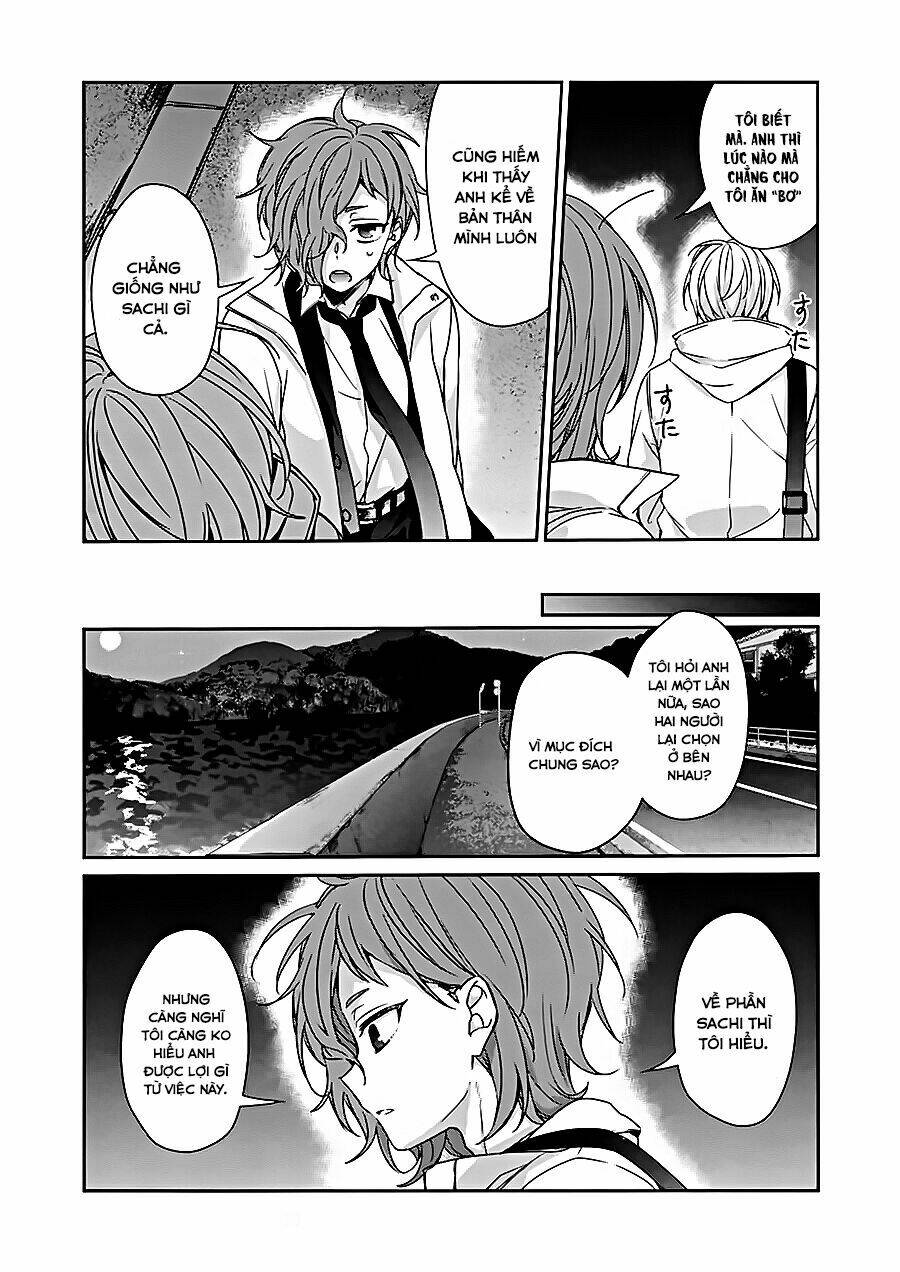 TÔI BIẾT
MÀ. ANH THÌ
LÚC NÀO MÀ
CHẲNG CHO
TÔI ĂN "BƠ"
すた
すた
CŨNG HIẾM
KHI THẤY
ANH KỂ VỀ
BẢN THÂN
MÌNH LUÔN
CHẲNG
GIỐNG NHƯ
SACHI GÌ
CẢ.
TÔI HỎI ANH
LẠI MỘT LẦN
NỮA, SAO
HAI NGƯỜI
LẠI CHỌN
Ở BÊN
NHAU?
VÌ MỤC ĐÍCH
CHUNG SAO?
VỀ PHẦN
SACHI THÌ
TÔI HIỂU.
NHƯNG
CÀNG NGHĨ
TÔI CÀNG KO
HIỂU ANH
ĐƯỢC LỢI GÌ
TỪ VIỆC NÀY.